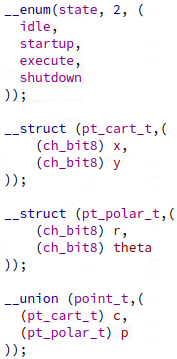 __enum(state, 2, (
  idle,
  startup,
  execute,
  shutdown
));

__struct (pt_cart_t,(
    (ch_bit8) x,
    (ch_bit8) y
));

__struct (pt_polar_t,(
    (ch_bit8) r,
    (ch_bit8) theta
));

__union (point_t,(
  (pt_cart_t) c,
  (pt_polar_t) p
));